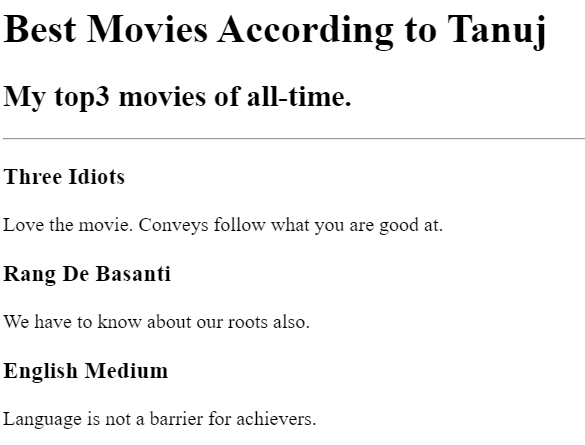 Best Movies According to Tanuj
My top3 movies of all-time.
Three Idiots
Love the movie. Conveys follow what you are good at.
Rang De Basanti
We have to know about our roots also.
English Medium
Language is not a barrier for achievers.